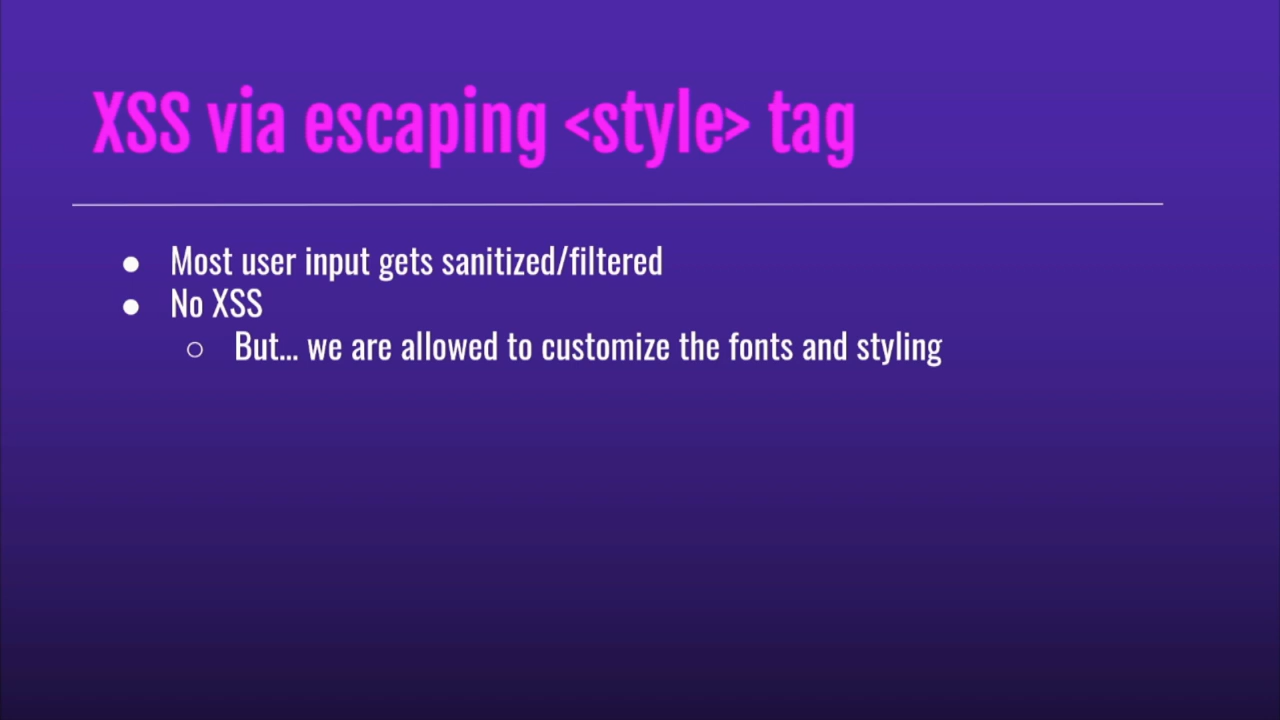 XSS via escaping <style> tag
● Most user input gets sanitized/filtered
● No XSS
○ But... we are allowed to customize the fonts and styling